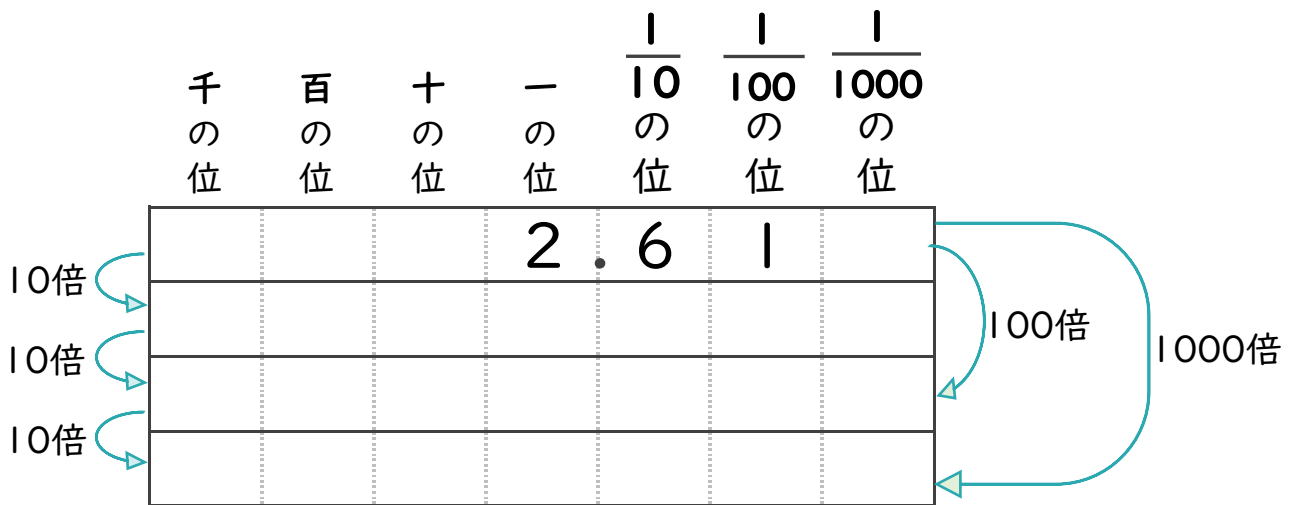 千の位
百の位
十の位
一の位
1/10の位
1/100の位
1/1000の位
2.61
10倍
10倍
10倍
100倍
1000倍